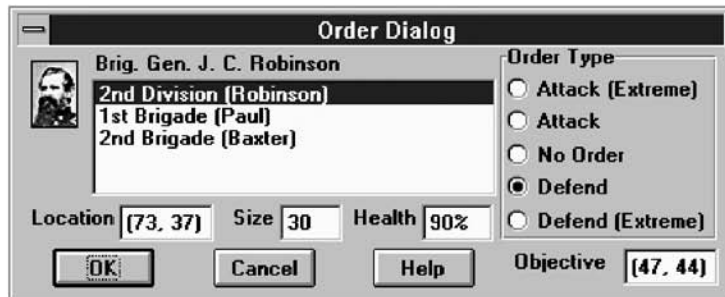 Order Dialog
Brig. Gen. J. C. Robinson
2nd Division (Robinson)
1st Brigade (Paul)
2nd Brigade (Baxter)
Order Type
Attack (Extreme)
Attack
No Order
Defend
Defend (Extreme)
Location (73, 37) Size 30 Health 90%
OK Cancel Help Objective (47, 44)